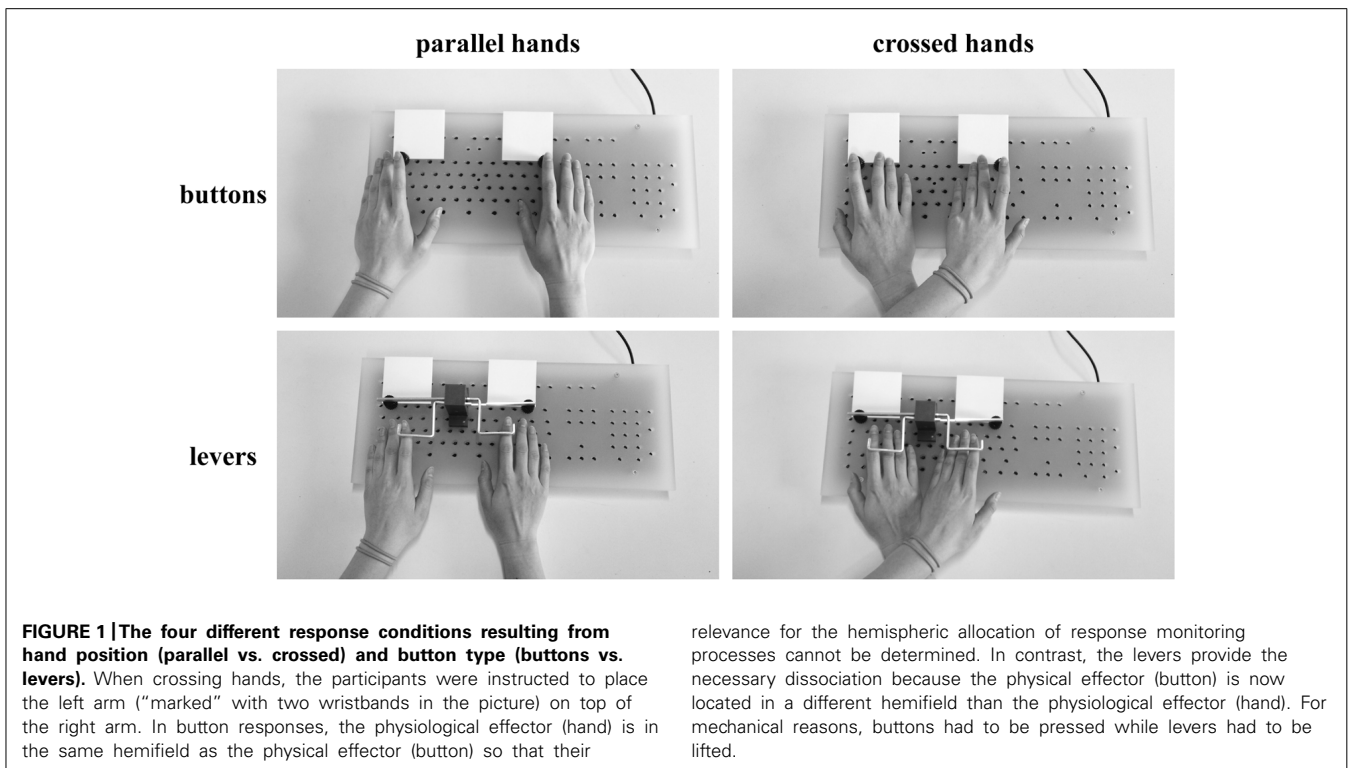 parallel hands
crossed hands
buttons
levers
FIGURE 1 | The four different response conditions resulting from
hand position (parallel vs. crossed) and button type (buttons vs.
levers). When crossing hands, the participants were instructed to place
the left arm (“marked” with two wristbands in the picture) on top of
the right arm. In button responses, the physiological effector (hand) is in
the same hemifield as the physical effector (button) so that their
relevance for the hemispheric allocation of response monitoring
processes cannot be determined. In contrast, the levers provide the
necessary dissociation because the physical effector (button) is now
located in a different hemifield than the physiological effector (hand). For
mechanical reasons, buttons had to be pressed while levers had to be
lifted.